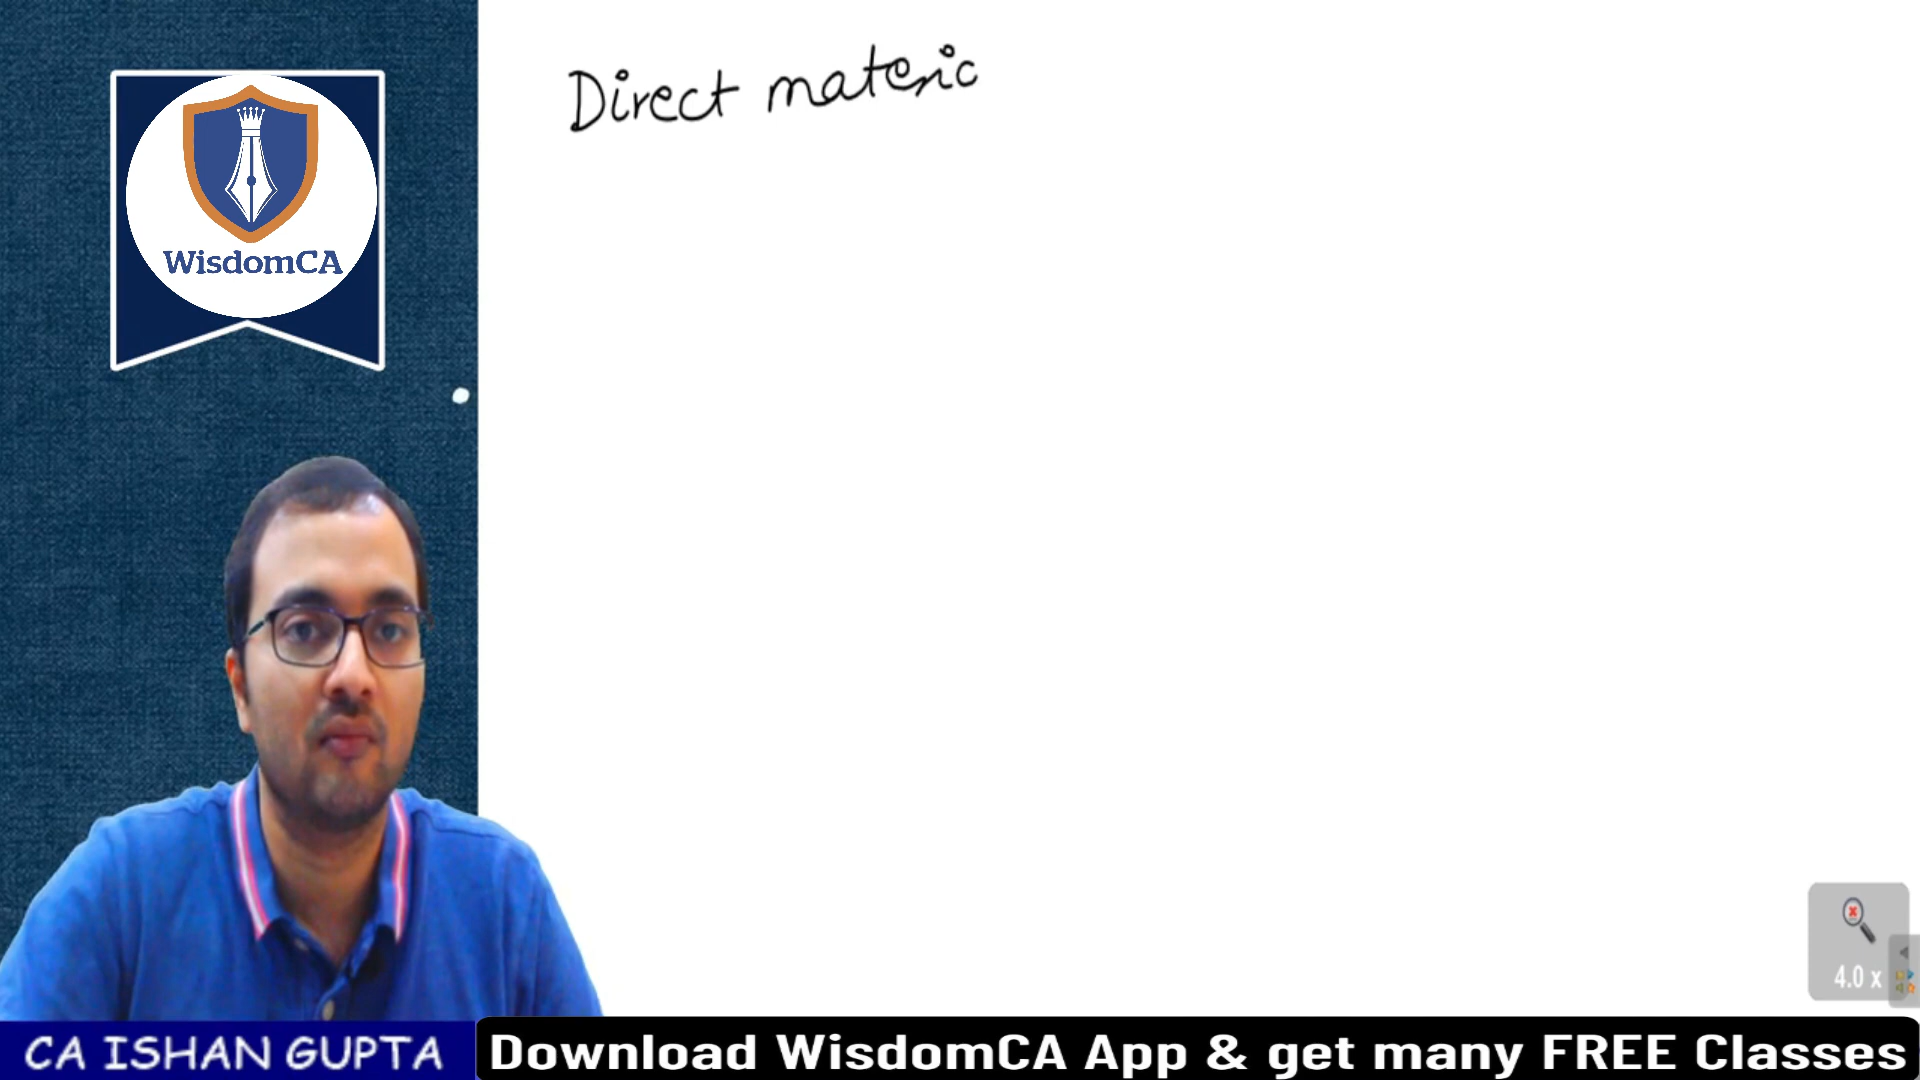 Direct materic
WisdomCA
4.0 x
CA ISHAN GUPTA
Download WisdomCA App & get many FREE Classes